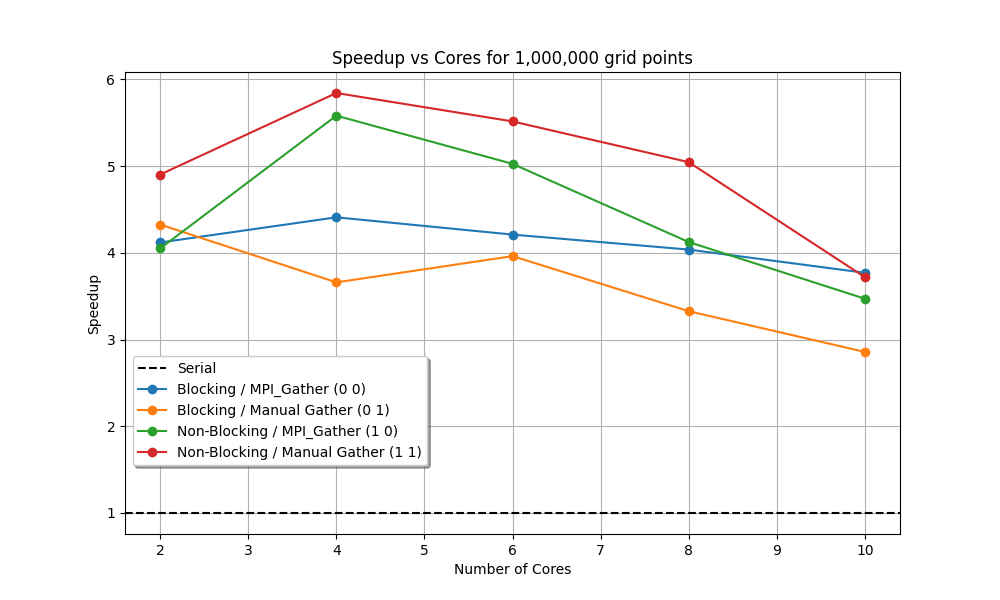 Speedup vs Cores for 1,000,000 grid points
6
5
4
3
2
1
Speedup
Serial
Blocking / MPI_Gather (0 0)
Blocking / Manual Gather (0 1)
Non-Blocking / MPI_Gather (1 0)
Non-Blocking / Manual Gather (1 1)
2 3 4 5 6 7 8 9 10
Number of Cores